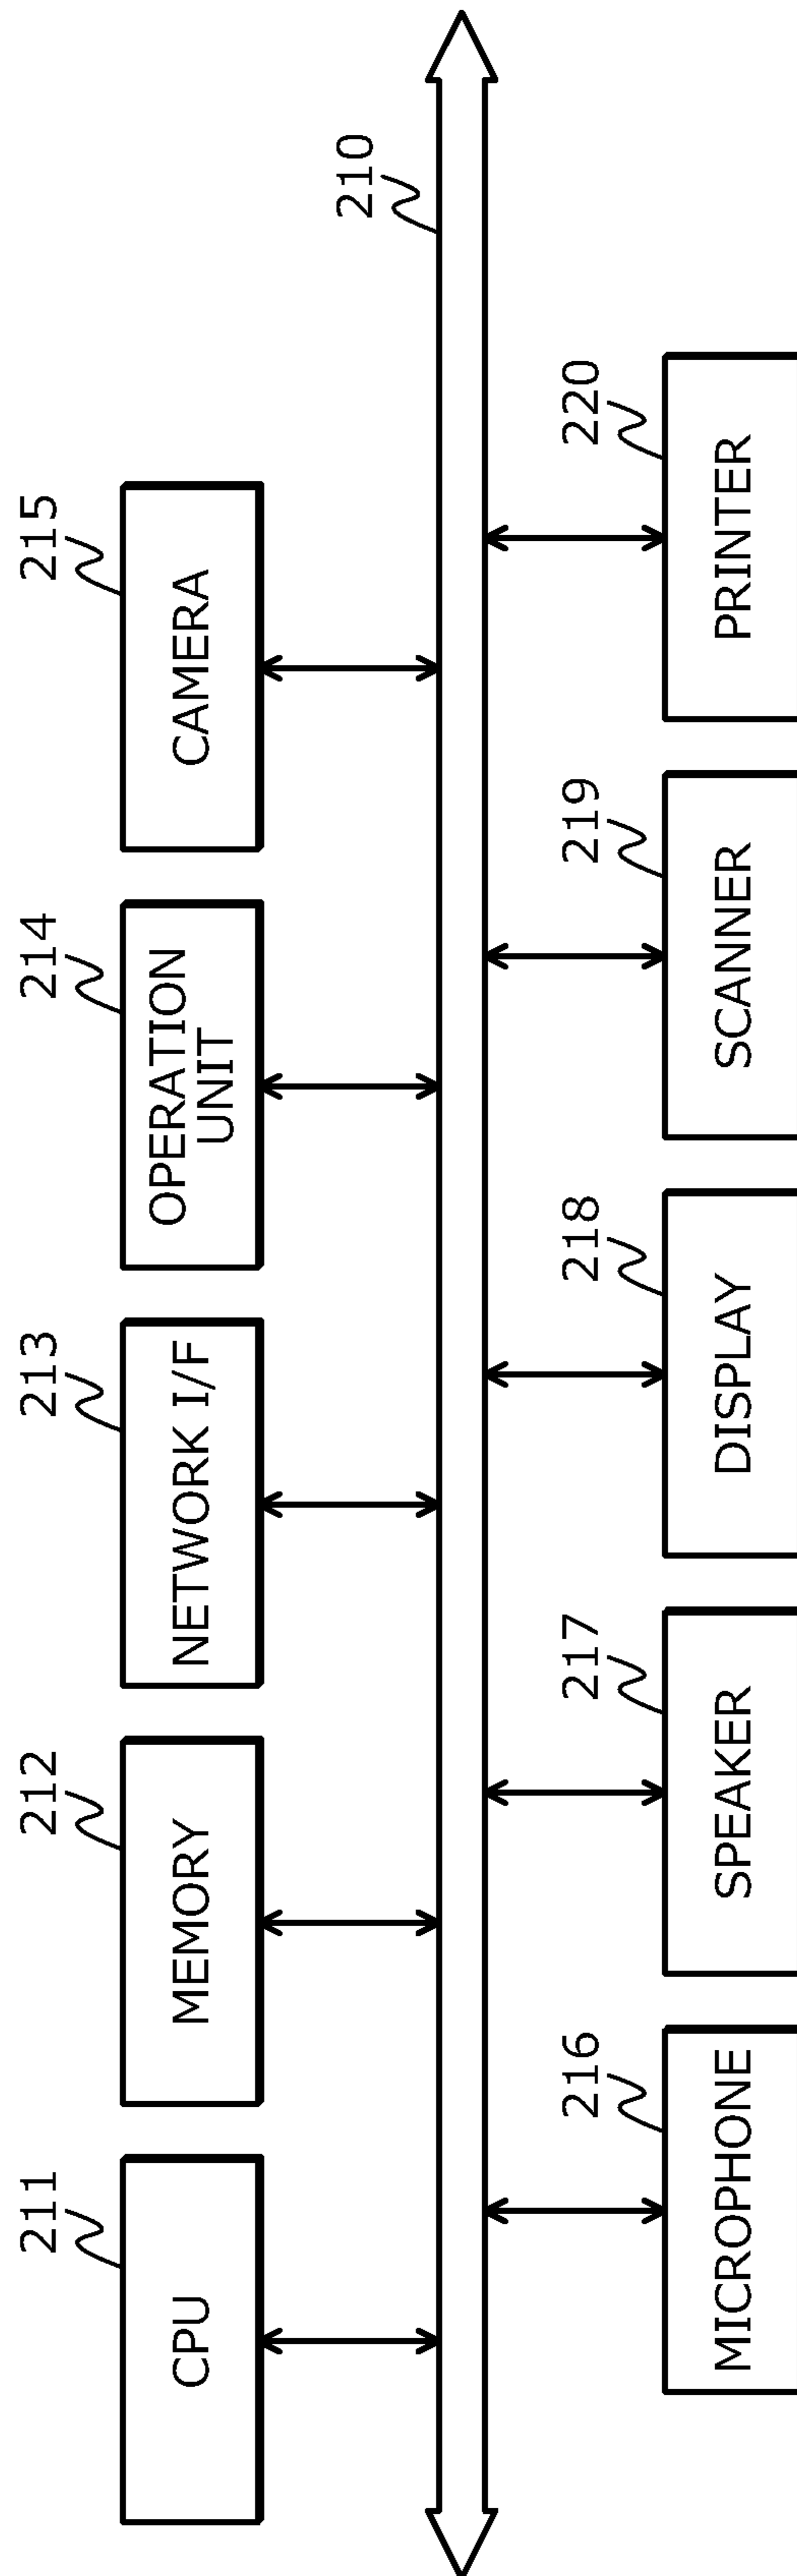 211
CPU
212
MEMORY
213
NETWORK I/F
214
OPERATION
UNIT
215
CAMERA
210
216
MICROPHONE
217
SPEAKER
218
DISPLAY
219
SCANNER
220
PRINTER